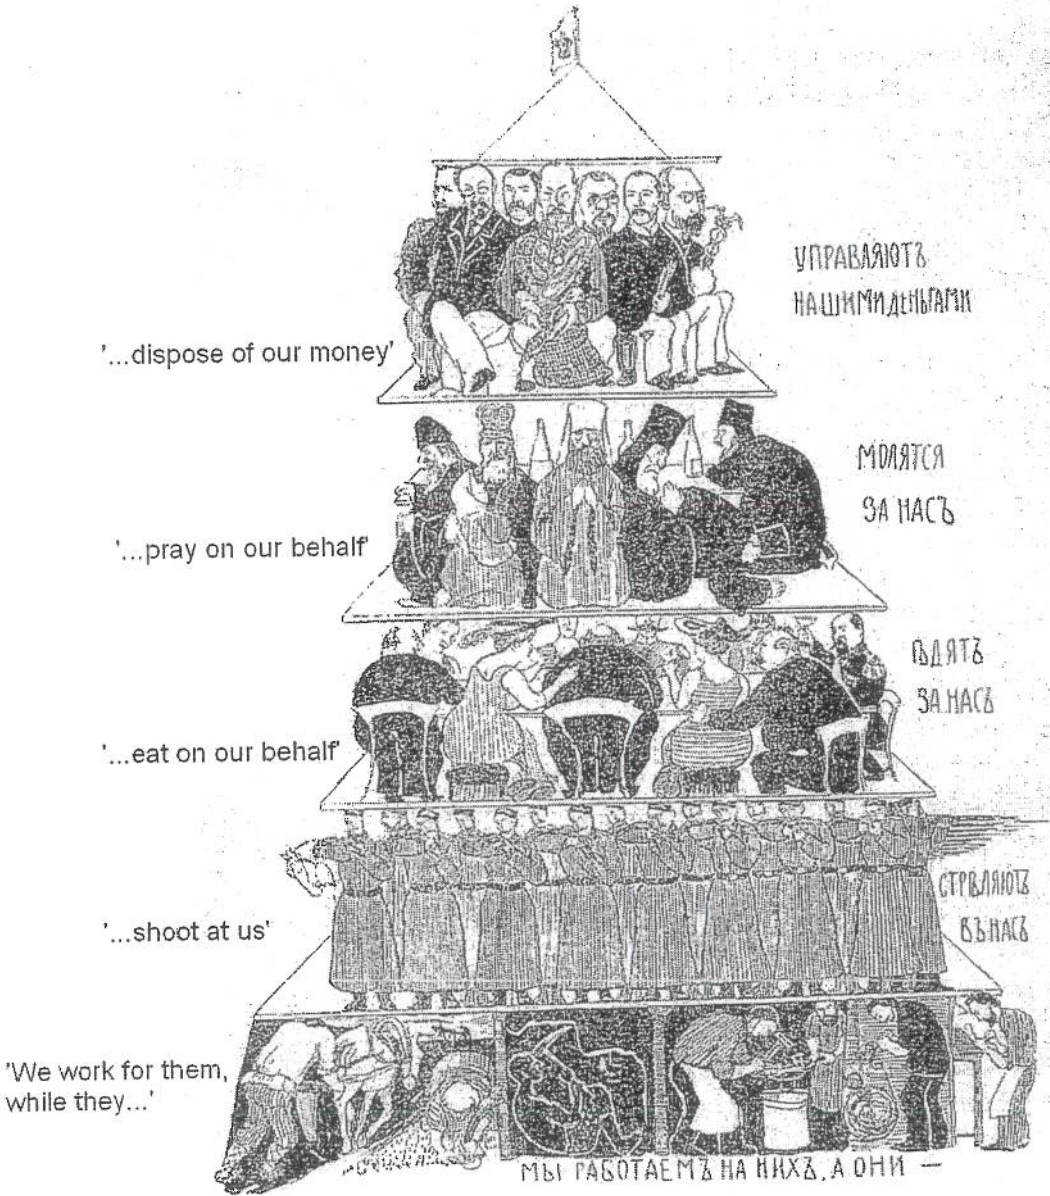 УПРАВЛЯЮТЪ
НАШИМИ ДЕНЬГАМИ
'...dispose of our money'
МОЛЯТСЯ
ЗА НАСЪ
'...pray on our behalf'
ѢДЯТЪ
ЗА НАСЪ
'...eat on our behalf'
СТРѢЛЯЮТЪ
ВЪ НАСЪ
'...shoot at us'
'We work for them,
while they...'
МЫ РАБОТАЕМЪ НА НИХЪ, А ОНИ —